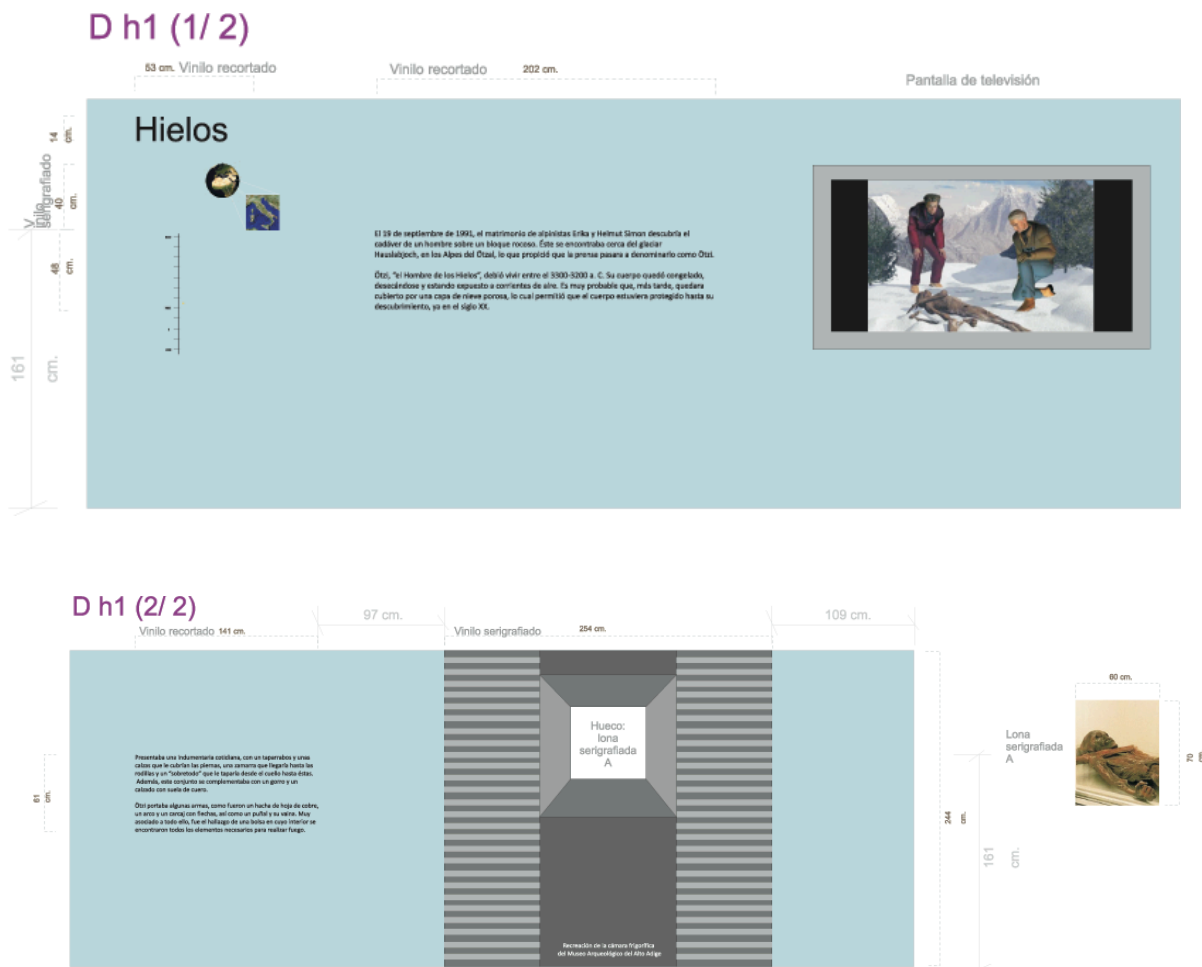 D h1 (1/ 2)
53 cm. Vinilo recortado
Vinilo recortado 202 cm.
Pantalla de televisión
Hielos
14 cm.
Vinilo serigrafiado
40 cm.
48 cm.
161 cm.
El 19 de septiembre de 1991, el matrimonio de alpinistas Erika y Helmut Simon descubría el
cadáver de un hombre sobre un bloque rocoso. Éste se encontraba cerca del glaciar
Hauslabjoch, en los Alpes del Ötzal, lo que propició que la prensa pasara a denominarlo como Ötzi.
Ötzi, "el Hombre de los Hielos", debió vivir entre el 3300-3200 a. C. Su cuerpo quedó congelado,
desecándose y estando expuesto a corrientes de aire. Es muy probable que, más tarde, quedara
cubierto por una capa de nieve porosa, lo cual permitió que el cuerpo estuviera protegido hasta su
descubrimiento, ya en el siglo XX.
D h1 (2/ 2)
Vinilo recortado 141 cm.
97 cm.
Vinilo serigrafiado 254 cm.
109 cm.
61 cm.
Presentaba una indumentaria cotidiana, con un taparrabos y unas
calzas que le cubrían las piernas, una zamarra que llegaría hasta las
rodillas y un "sobretodo" que le taparía desde el cuello hasta éstas.
Además, este conjunto se complementaba con un gorro y un
calzado con suela de cuero.
Ötzi portaba algunas armas, como fueron un hacha de hoja de cobre,
un arco y un carcaj con flechas, así como un puñal y su vaina. Muy
asociado a todo ello, fue el hallazgo de una bolsa en cuyo interior se
encontraron todos los elementos necesarios para realizar fuego.
Hueco:
lona
serigrafiada
A
Recreación de la cámara frigorífica
del Museo Arqueológico del Alto Adige
244 cm.
161 cm.
Lona
serigrafiada
A
60 cm.
70 cm